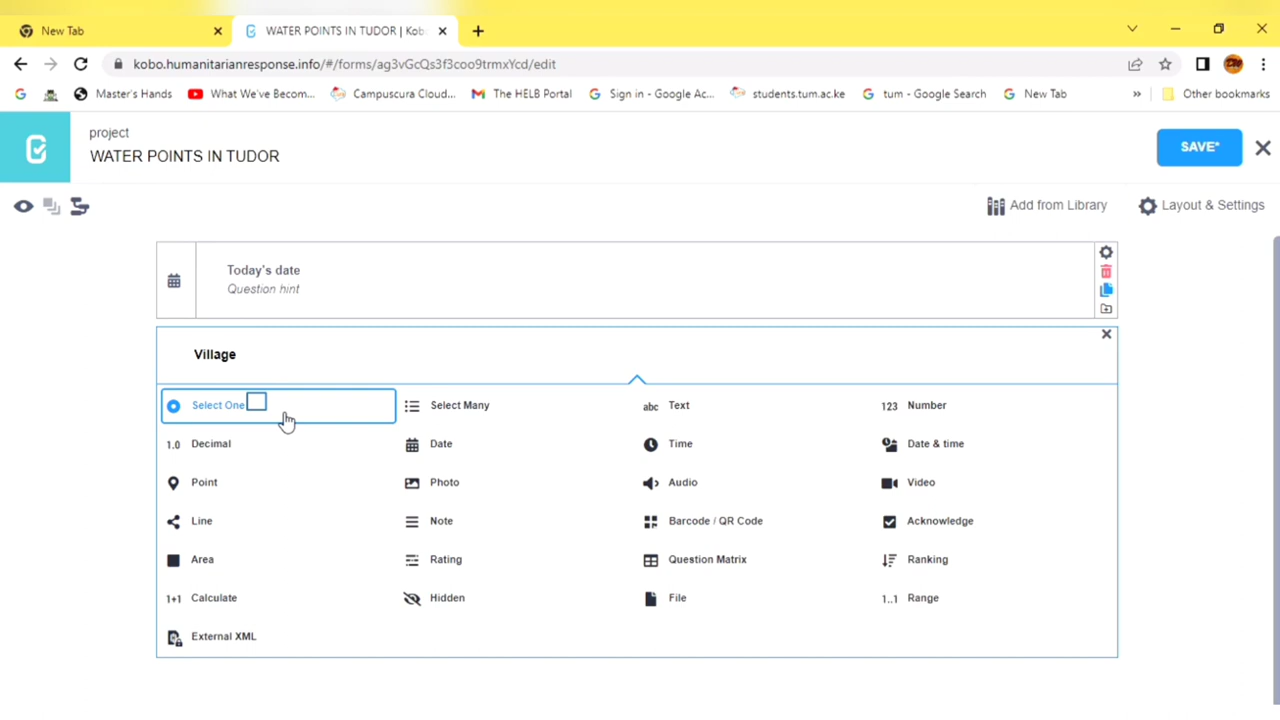 New Tab
WATER POINTS IN TUDOR | Kob
kobo.humanitarianresponse.info/#/forms/ag3vGcQs3f3coo9trmxYcd/edit
Master's Hands
What We've Becom...
Campuscura Cloud...
The HELB Portal
Sign in - Google Ac...
students.tum.ac.ke
tum - Google Search
New Tab
»
Other bookmarks
project
WATER POINTS IN TUDOR
SAVE*
Add from Library
Layout & Settings
Today's date
Question hint
Village
Select One
Select Many
abc Text
123 Number
1.0 Decimal
Date
Time
Date & time
Point
Photo
Audio
Video
Line
Note
Barcode / QR Code
Acknowledge
Area
Rating
Question Matrix
Ranking
1+1 Calculate
Hidden
File
1..1 Range
External XML